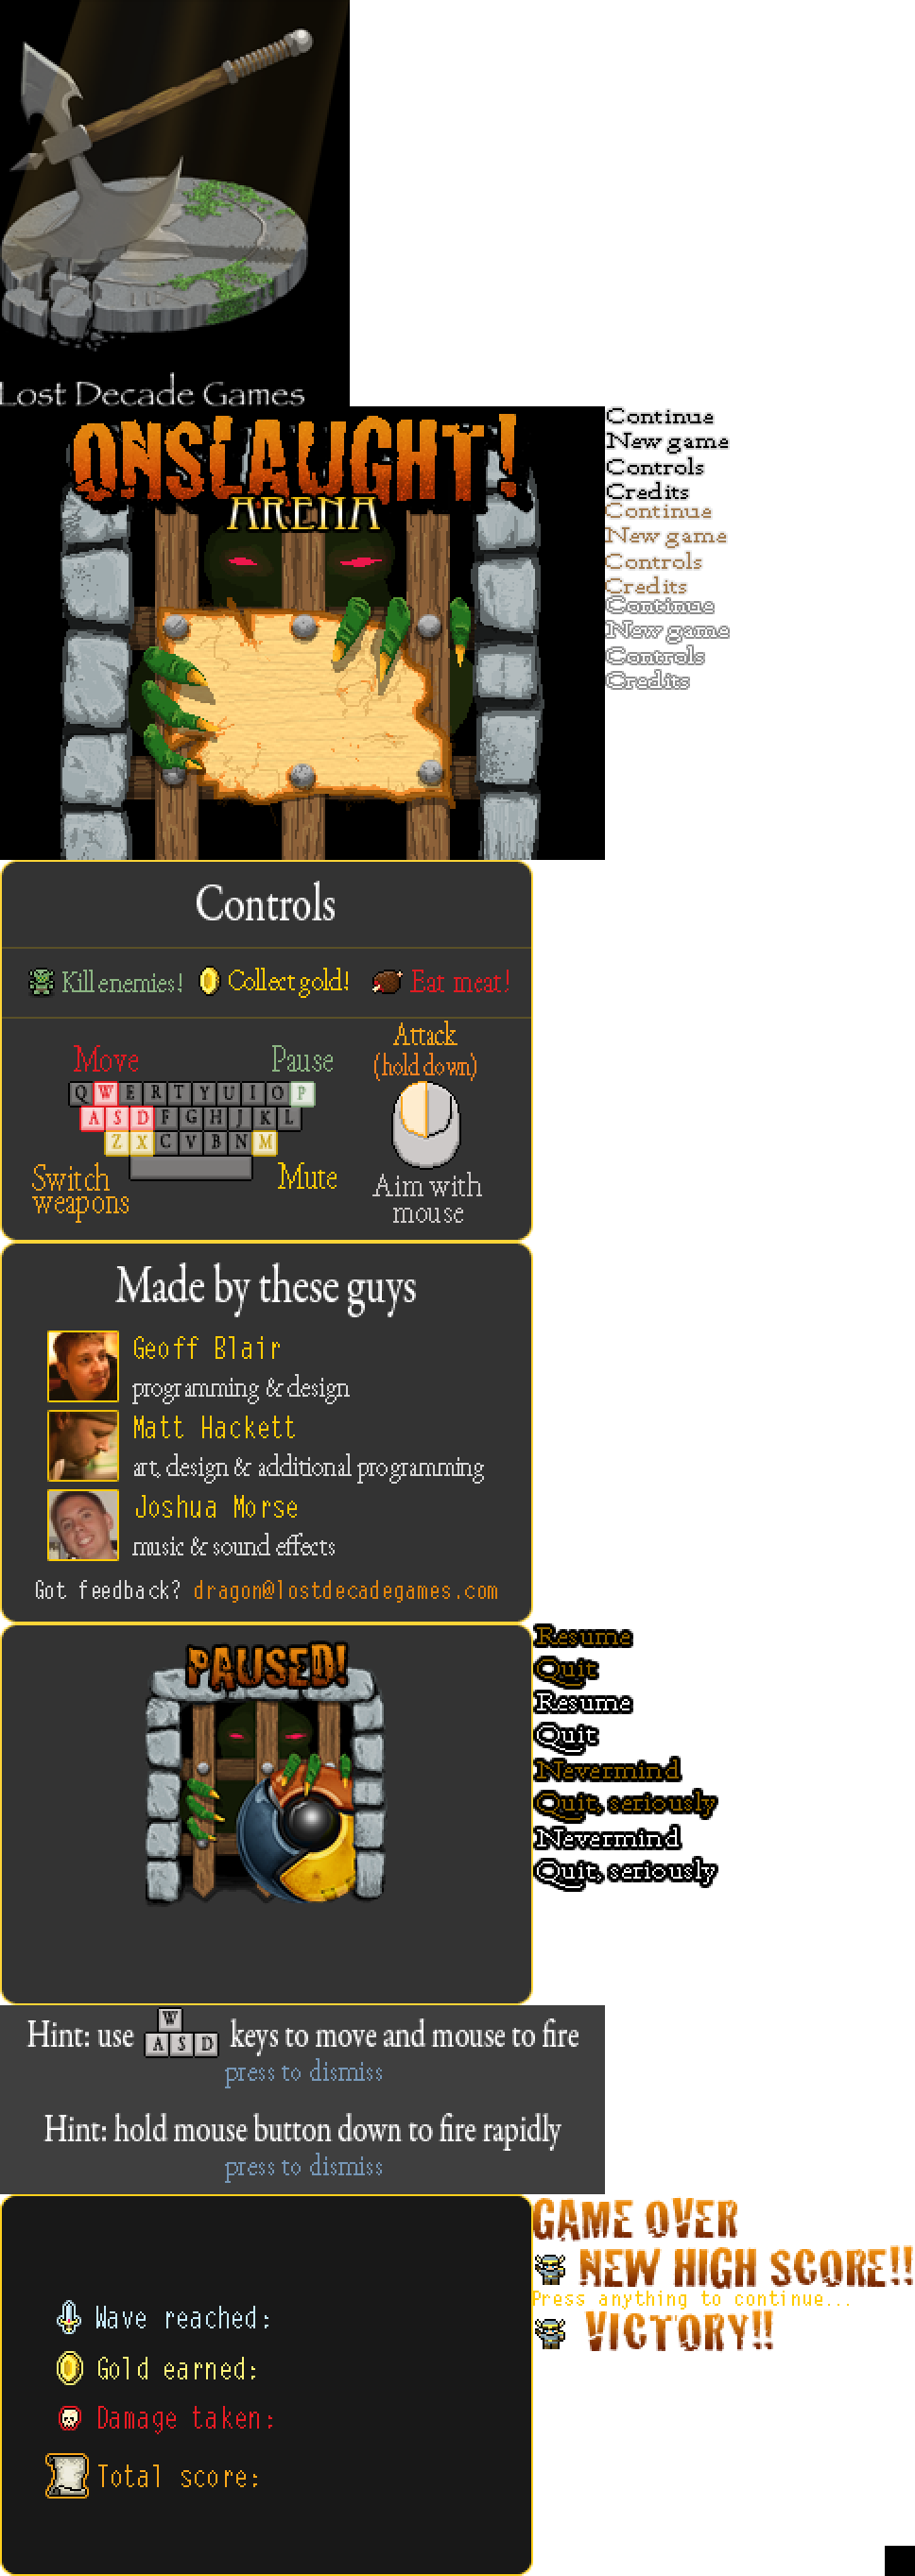 Lost Decade Games
ONSLAUGHT!
ARENA
Continue
New game
Controls
Credits
Continue
New game
Controls
Credits
Continue
New game
Controls
Credits
Controls
Kill enemies! Collect gold! Eat meat!
Attack
(hold down)
Move Pause
Q W E R T Y U I O P
A S D F G H J K L
Z X C V B N M
Switch
weapons
Mute
Aim with
mouse
Made by these guys
Geoff Blair
programming & design
Matt Hackett
art, design & additional programming
Joshua Morse
music & sound effects
Got feedback? dragon@lostdecadegames.com
PAUSED!
Resume
Quit
Resume
Quit
Nevermind
Quit, seriously
Nevermind
Quit, seriously
Hint: use W A S D keys to move and mouse to fire
press to dismiss
Hint: hold mouse button down to fire rapidly
press to dismiss
GAME OVER
NEW HIGH SCORE!!
Press anything to continue...
VICTORY!!
Wave reached:
Gold earned:
Damage taken:
Total score: